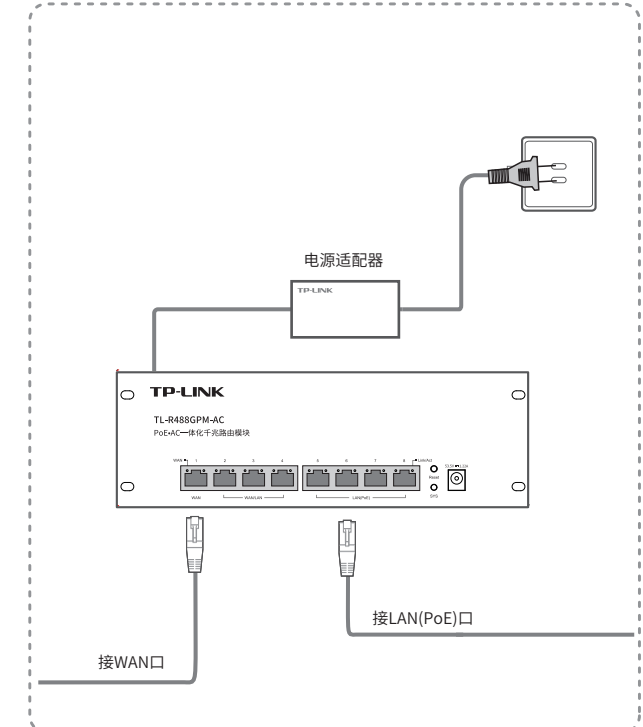 电源适配器
TP-LINK
TP-LINK
TL-R488GPM-AC
PoE•AC一体化千兆路由模块
WAN 1 2 3 4 5 6 7 8 Link/Act
Reset
SYS
WAN WAN/LAN LAN(PoE)
接LAN(PoE)口
接WAN口